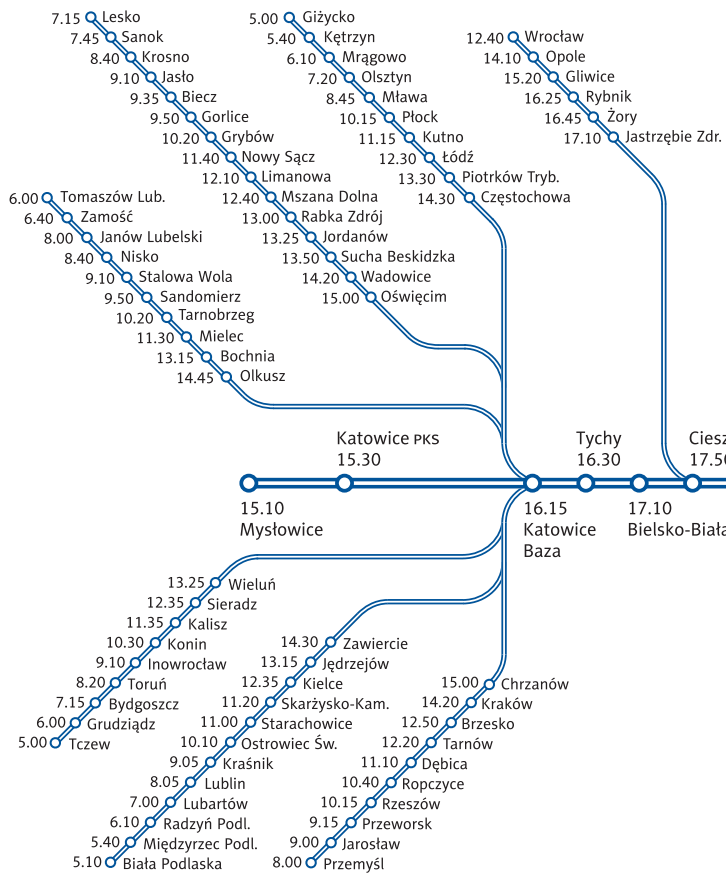 7.15 Lesko
7.45 Sanok
8.40 Krosno
9.10 Jasło
9.35 Biecz
9.50 Gorlice
10.20 Grybów
11.40 Nowy Sącz
12.10 Limanowa
12.40 Mszana Dolna
13.00 Rabka Zdrój
13.25 Jordanów
13.50 Sucha Beskidzka
14.20 Wadowice
15.00 Oświęcim
5.00 Giżycko
5.40 Kętrzyn
6.10 Mrągowo
7.20 Olsztyn
8.45 Mława
10.15 Płock
11.15 Kutno
12.30 Łódź
13.30 Piotrków Tryb.
14.30 Częstochowa
12.40 Wrocław
14.10 Opole
15.20 Gliwice
16.25 Rybnik
16.45 Żory
17.10 Jastrzębie Zdr.
6.00 Tomaszów Lub.
6.40 Zamość
8.00 Janów Lubelski
8.40 Nisko
9.10 Stalowa Wola
9.50 Sandomierz
10.20 Tarnobrzeg
11.30 Mielec
13.15 Bochnia
14.45 Olkusz
Katowice PKS
15.30
Tychy
16.30
Ciesz
17.50
15.10
Mysłowice
16.15
Katowice
Baza
17.10
Bielsko-Biała
13.25 Wieluń
12.35 Sieradz
11.35 Kalisz
10.30 Konin
9.10 Inowrocław
8.20 Toruń
7.15 Bydgoszcz
6.00 Grudziądz
5.00 Tczew
14.30 Zawiercie
13.15 Jędrzejów
12.35 Kielce
11.20 Skarżysko-Kam.
11.00 Starachowice
10.10 Ostrowiec Św.
9.05 Kraśnik
8.05 Lublin
7.00 Lubartów
6.10 Radzyń Podl.
5.40 Międzyrzec Podl.
5.10 Biała Podlaska
15.00 Chrzanów
14.20 Kraków
12.50 Brzesko
12.20 Tarnów
11.10 Dębica
10.40 Ropczyce
10.15 Rzeszów
9.15 Przeworsk
9.00 Jarosław
8.00 Przemyśl